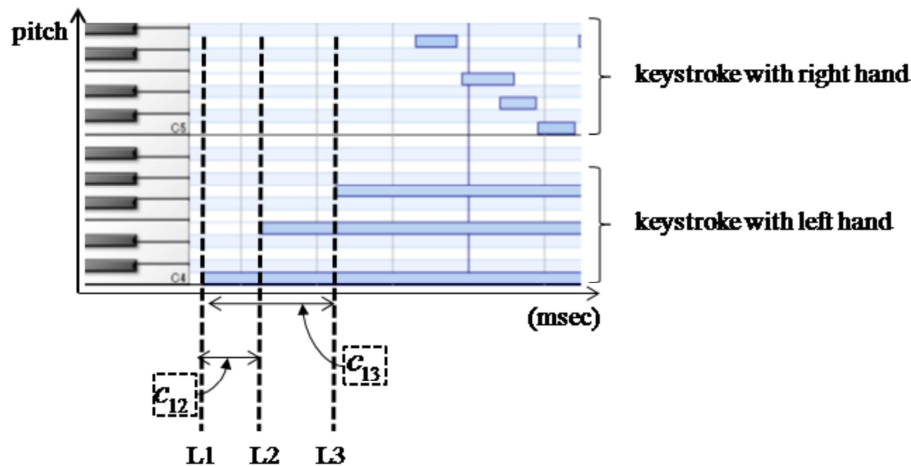 pitch
keystroke with right hand
C5
keystroke with left hand
C4
(msec)
c13
c12
L1 L2 L3